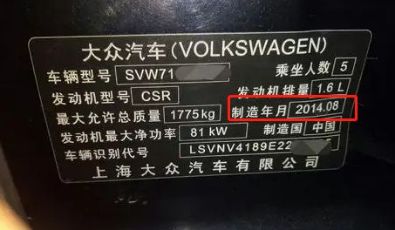 大众汽车(VOLKSWAGEN)
车辆型号 SVW71 乘坐人数 5
发动机型号 CSR 发动机排量 1.6 L
最大允许总质量 1775kg 制造年月 2014.08
发动机最大净功率 81 kW 制造国 中国
车辆识别代号 LSVNV4189E22
上海大众汽车有限公司